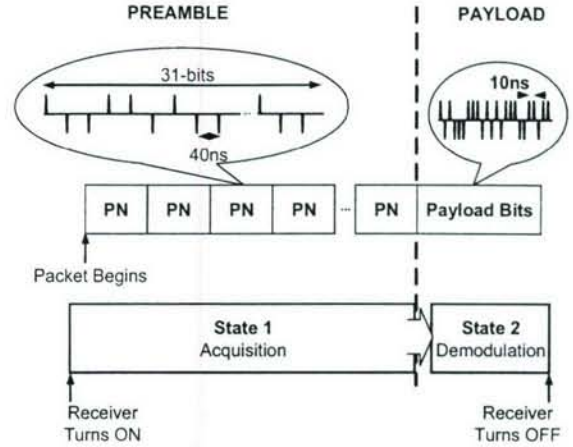 PREAMBLE
PAYLOAD
31-bits
10ns
40ns
...
PN PN PN PN ... PN Payload Bits
Packet Begins
State 1
Acquisition
State 2
Demodulation
Receiver
Turns ON
Receiver
Turns OFF